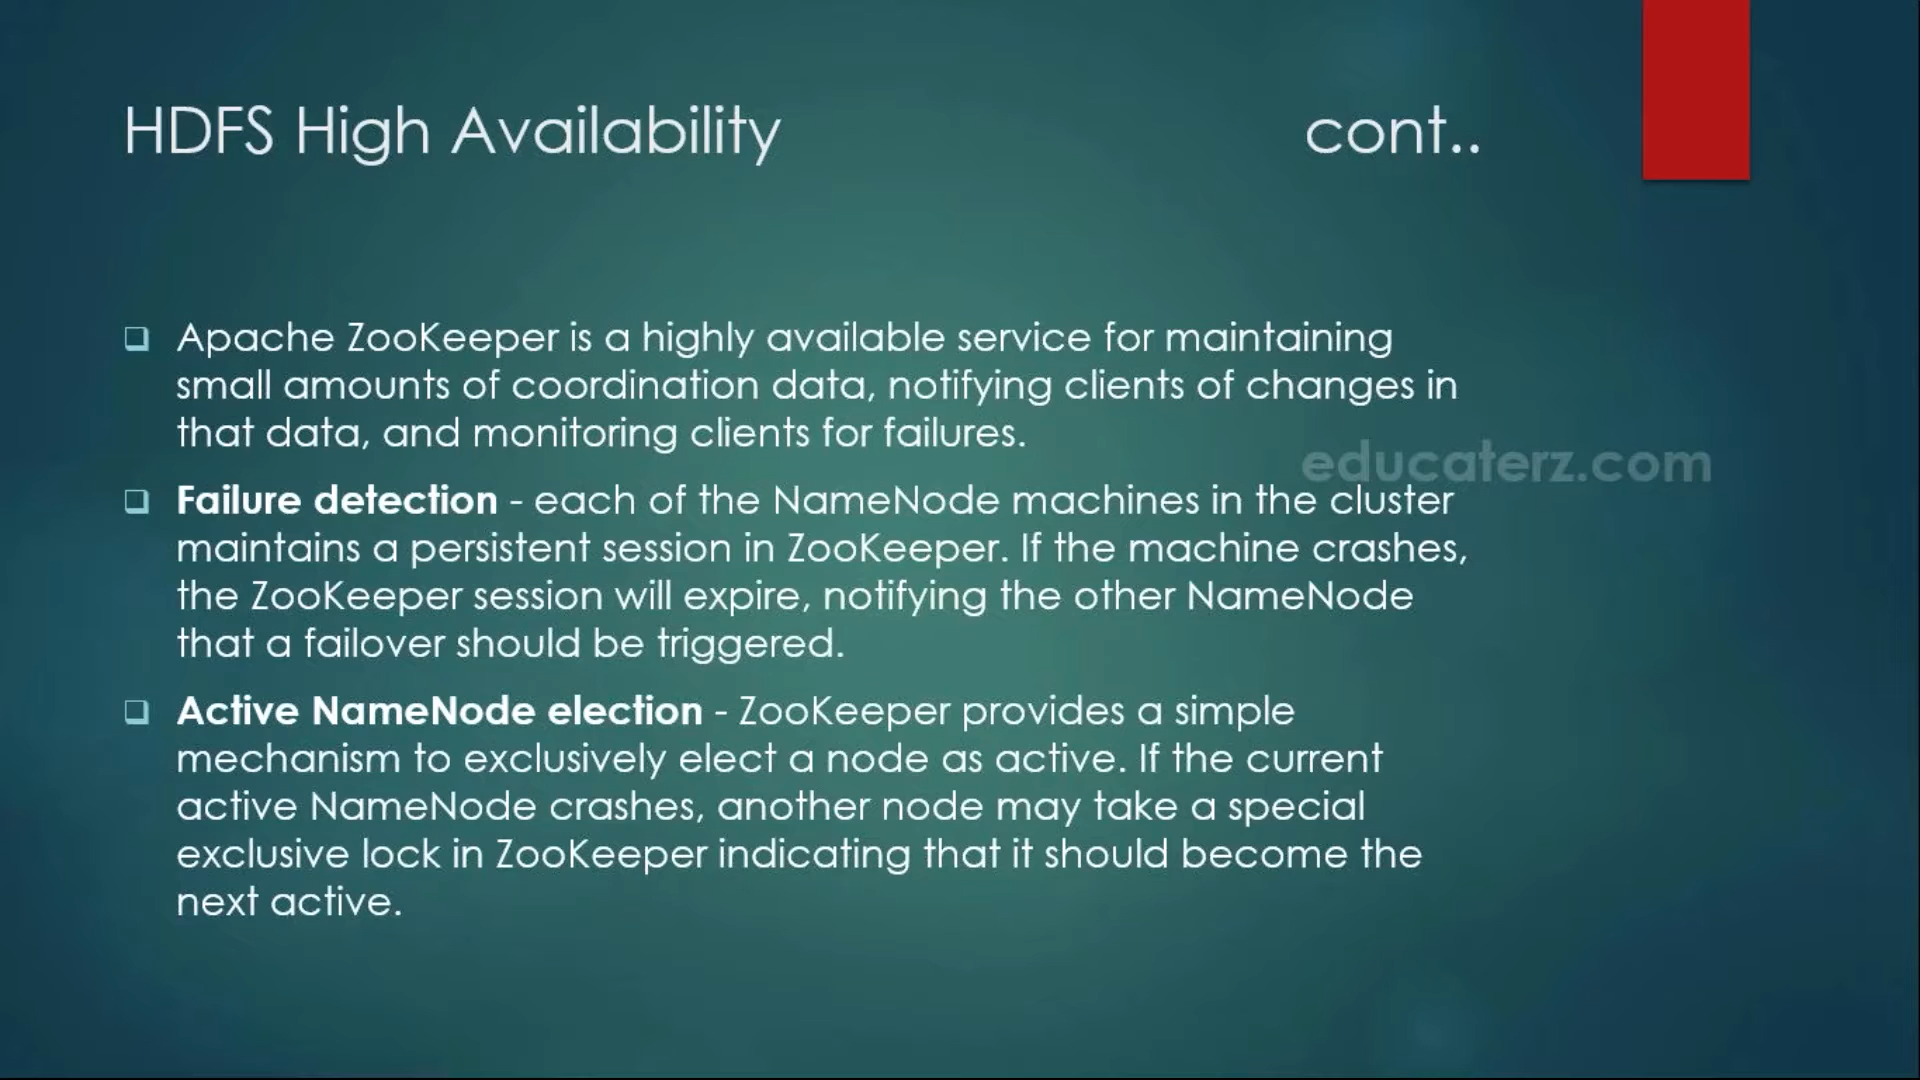 HDFS High Availability cont..
Apache ZooKeeper is a highly available service for maintaining
small amounts of coordination data, notifying clients of changes in
that data, and monitoring clients for failures.
educaterz.com
Failure detection - each of the NameNode machines in the cluster
maintains a persistent session in ZooKeeper. If the machine crashes,
the ZooKeeper session will expire, notifying the other NameNode
that a failover should be triggered.
Active NameNode election - ZooKeeper provides a simple
mechanism to exclusively elect a node as active. If the current
active NameNode crashes, another node may take a special
exclusive lock in ZooKeeper indicating that it should become the
next active.